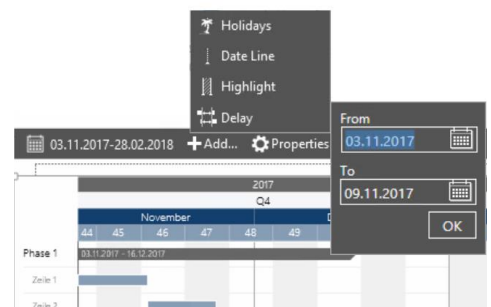 Holidays
Date Line
Highlight
Delay
From
03.11.2017
To
09.11.2017
OK
03.11.2017-28.02.2018 Add... Properties
2017
Q4
November D
44 45 46 47 48 49
Phase 1 03.11.2017 - 16.12.2017
Zeile 1
Zeile 2